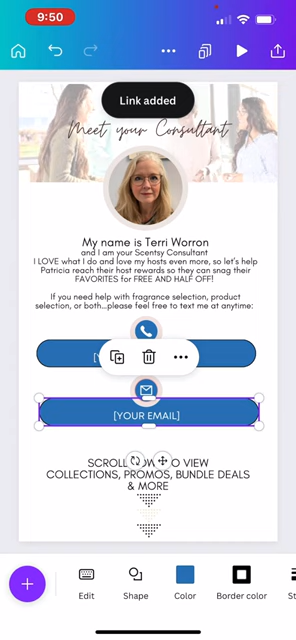 9:50
Link added
Meet your Consultant
My name is Terri Worron
and I am your Scentsy Consultant
I LOVE what I do and love my hosts even more, so let's help
Patricia reach their host rewards so they can snag their
FAVORITES for FREE AND HALF OFF!
If you need help with fragrance selection, product
selection, or both...please feel free to text me at anytime:
[YOUR EMAIL]
SCROLL TO VIEW
COLLECTIONS, PROMOS, BUNDLE DEALS
& MORE
Edit
Shape
Color
Border color